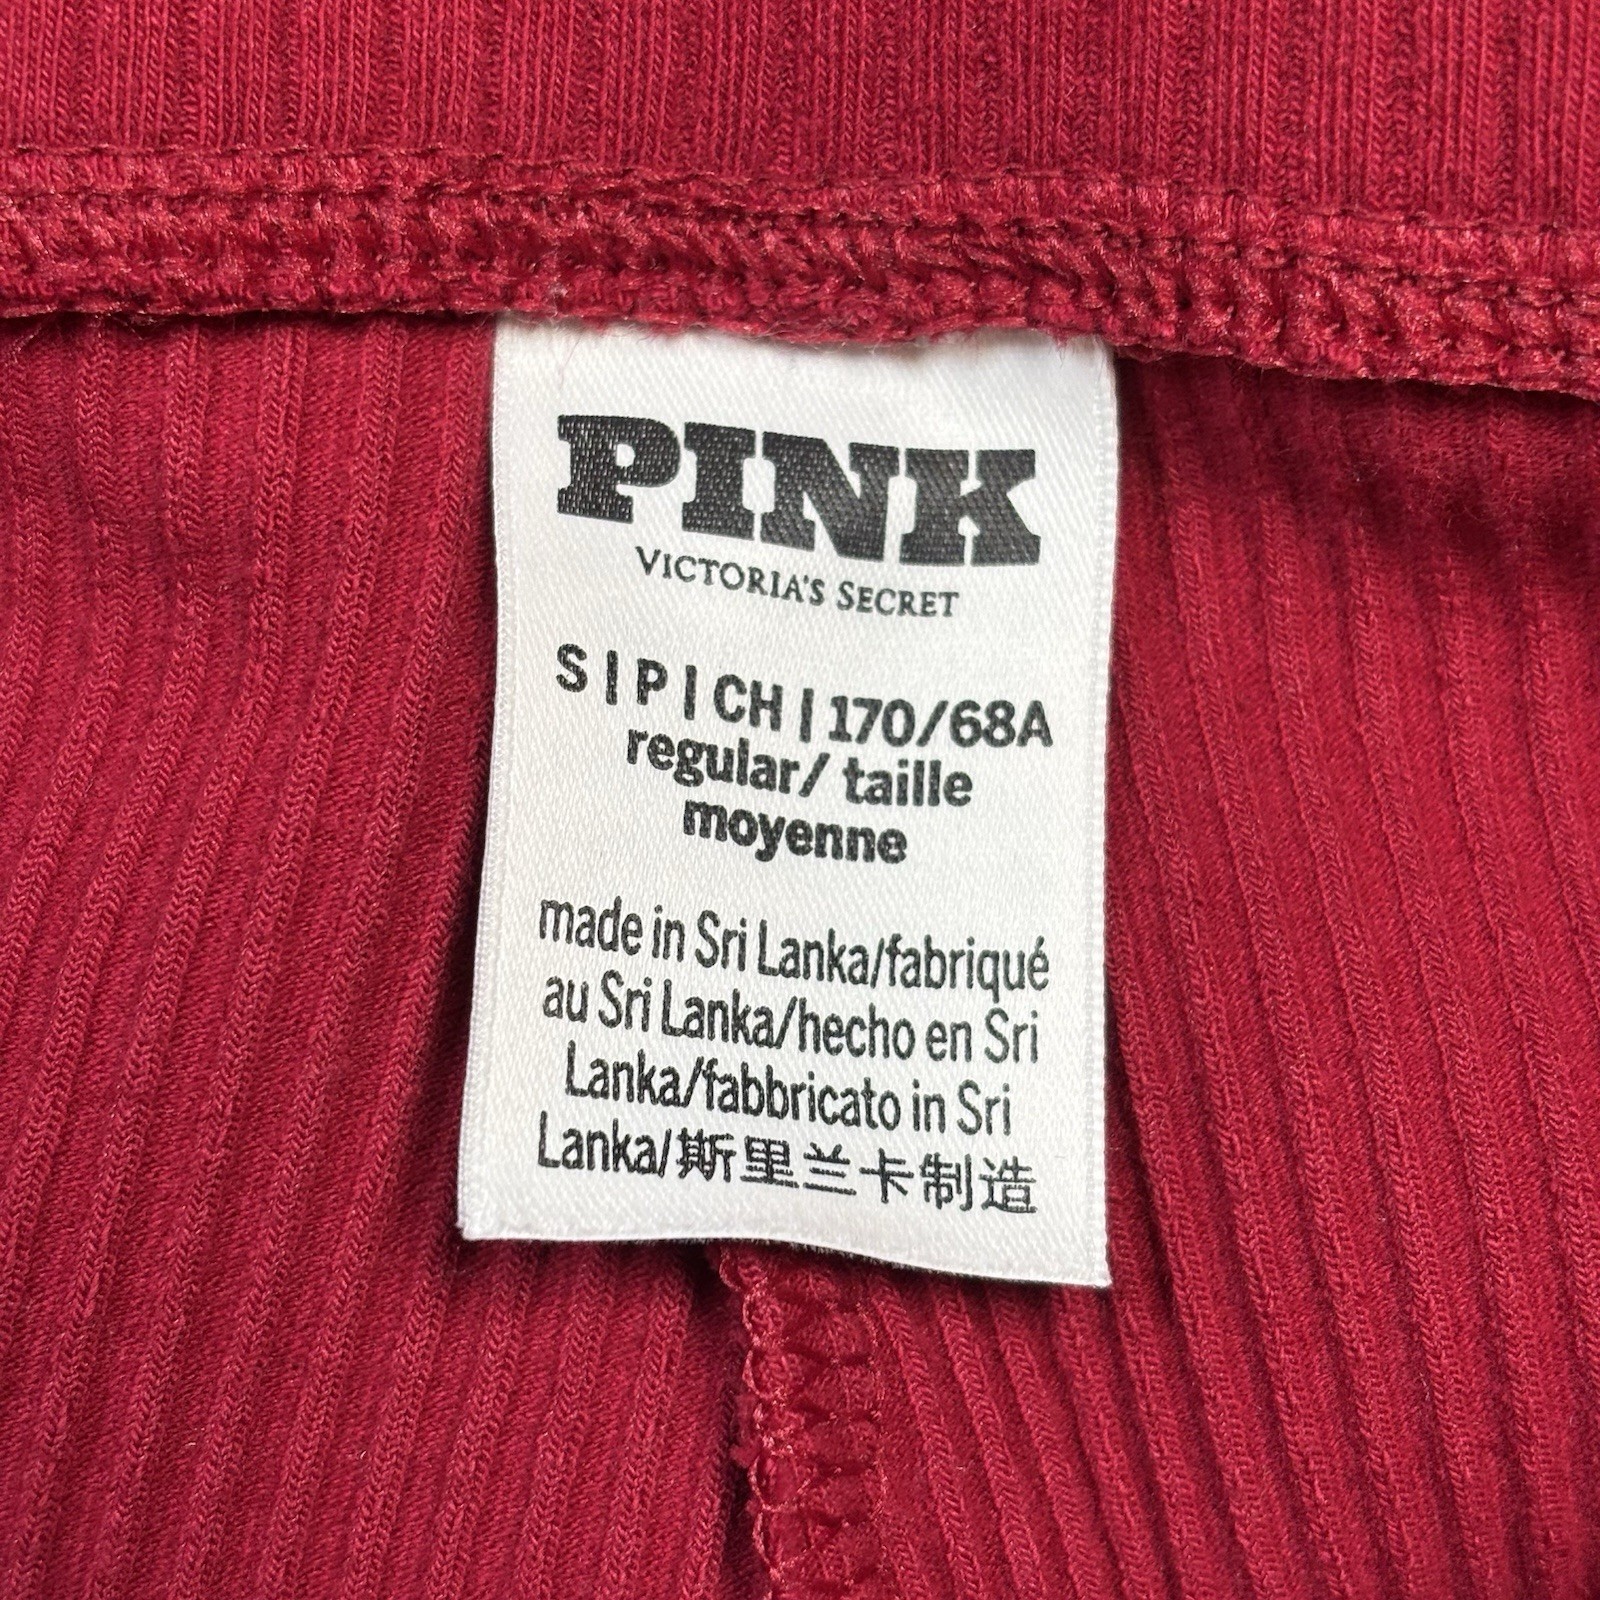 PINK
VICTORIA'S SECRET
S | P | CH | 170/68A
regular/ taille
moyenne
made in Sri Lanka/fabriqué
au Sri Lanka/hecho en Sri
Lanka/fabbricato in Sri
Lanka/斯里兰卡制造